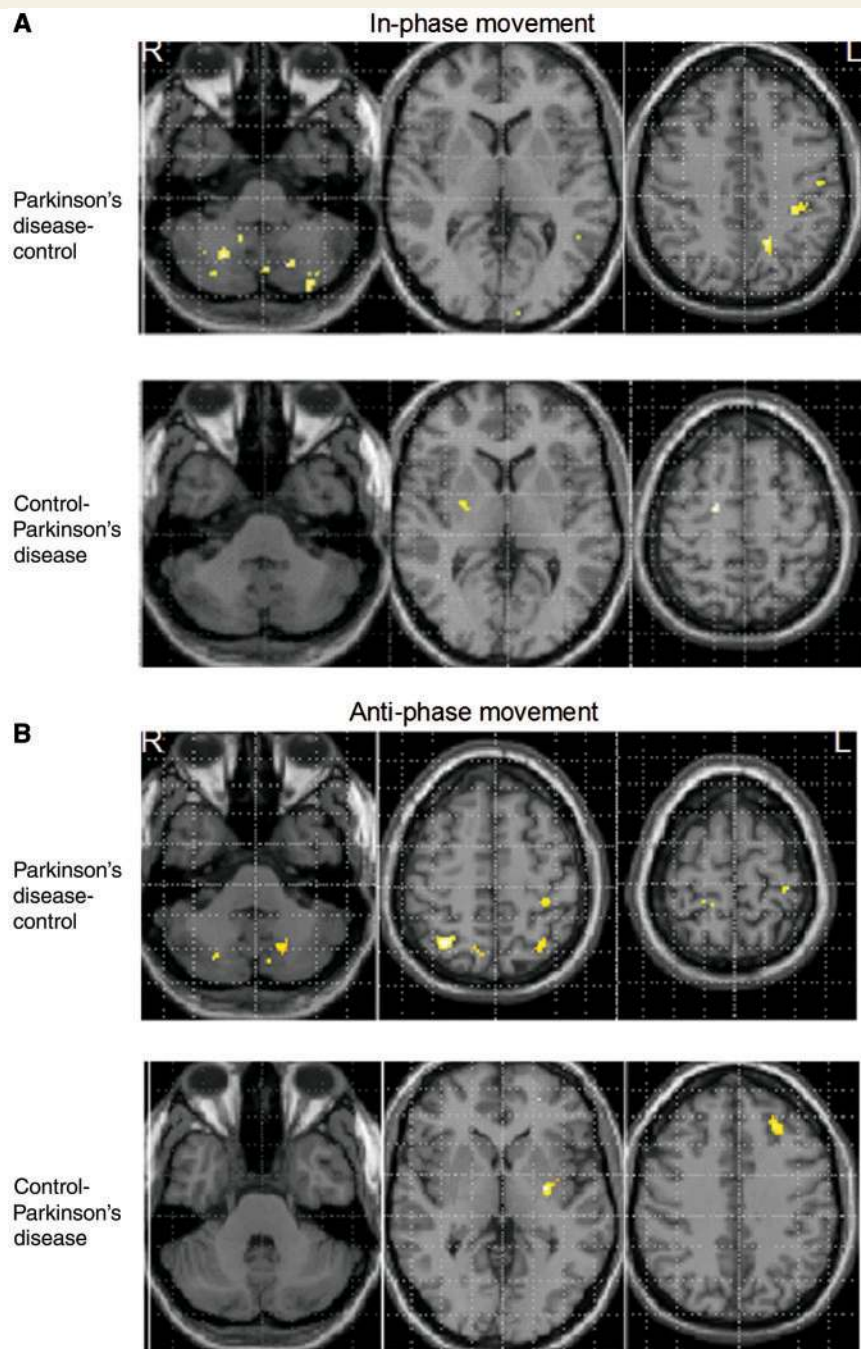 A
In-phase movement
R
L
Parkinson's
disease-
control
Control-
Parkinson's
disease
Anti-phase movement
B
R
L
Parkinson's
disease-
control
Control-
Parkinson's
disease